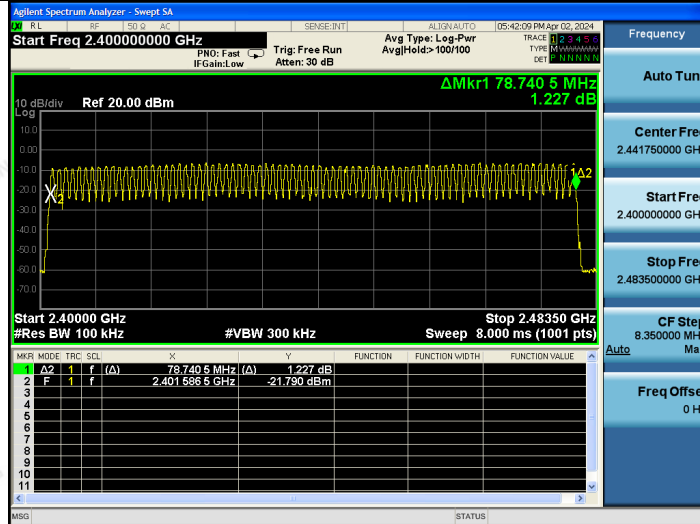 Agilent Spectrum Analyzer - Swept SA
LXI RL RF 50 Ω AC SENSE:INT ALIGN AUTO 05:42:09 PM Apr 02, 2024
Start Freq 2.400000000 GHz
PNO: Fast
IFGain:Low
Trig: Free Run
Atten: 30 dB
Avg Type: Log-Pwr
Avg|Hold:>100/100
TRACE 1 2 3 4 5 6
TYPE M
DET P N N N N N
ΔMkr1 78.740 5 MHz
1.227 dB
10 dB/div
Log
Ref 20.00 dBm
10.0
0.00
-10.0
-20.0
-30.0
-40.0
-50.0
-60.0
-70.0
2
1Δ2
Start 2.40000 GHz
Stop 2.48350 GHz
#Res BW 100 kHz
#VBW 300 kHz
Sweep 8.000 ms (1001 pts)
MKR MODE TRC SCL X Y FUNCTION FUNCTION WIDTH FUNCTION VALUE
1 Δ2 1 f (Δ) 78.740 5 MHz (Δ) 1.227 dB
2 F 1 f 2.401 586 5 GHz -21.790 dBm
3
4
5
6
7
8
9
10
11
MSG
STATUS
Frequency
Auto Tun
Center Fre
2.441750000 GH
Start Fre
2.400000000 GH
Stop Fre
2.483500000 GH
CF Step
8.350000 MH
Auto Ma
Freq Offse
0 H